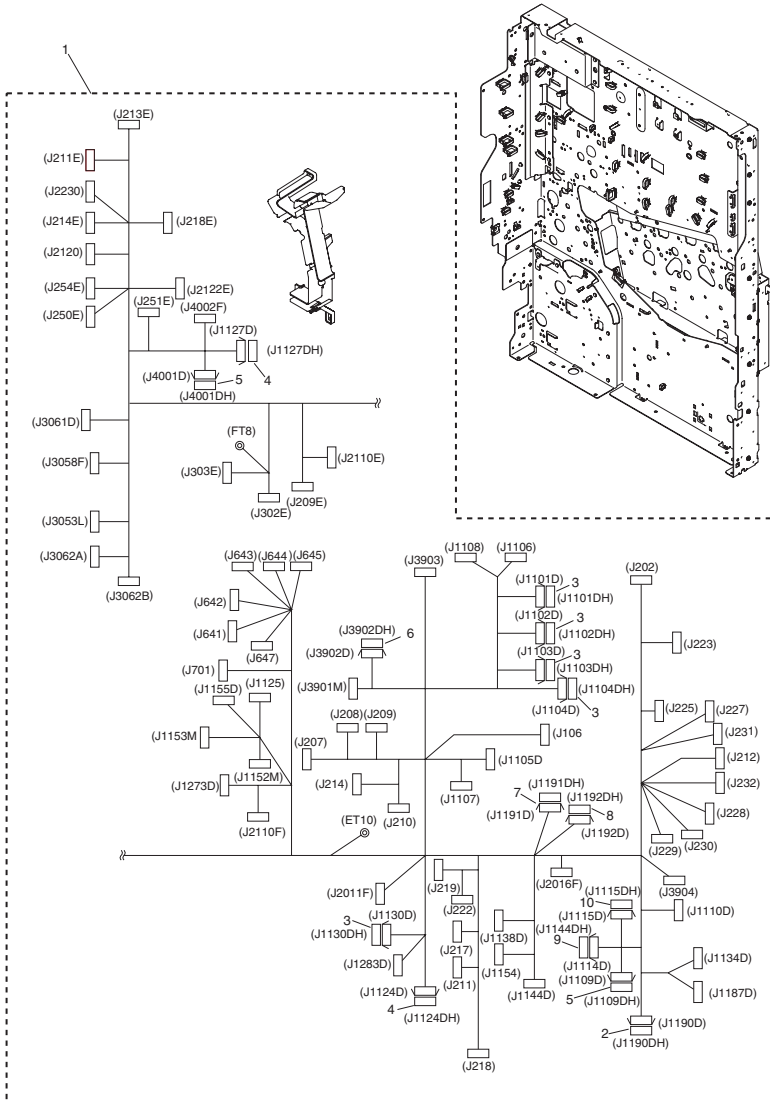 1
(J213E)
(J211E)
(J2230)
(J214E)
(J218E)
(J2120)
(J254E)
(J2122E)
(J251E)
(J4002F)
(J250E)
(J1127D)
(J1127DH)
4
(J4001D)
5
(J4001DH)
(J3061D)
(FT8)
(J3058F)
(J303E)
(J2110E)
(J302E)
(J209E)
(J3053L)
(J3062A)
(J3062B)
(J643)
(J644)
(J645)
(J642)
(J641)
(J647)
(J701)
(J1155D)
(J1125)
(J1153M
(J1152M)
(J1273D)
(J2110F)
(ET10)
(J3903)
(J1108)
(J1106)
(J1101D)
3
(J1101DH)
(J1102D)
3
(J1102DH)
(J1103D)
3
(J1103DH)
(J1104DH)
(J1104D)
3
(J3902DH)
6
(J3902D)
(J3901M)
(J208)
(J209)
(J207)
(J106
(J1105D
(J214)
(J210)
(J1107)
(J1191DH)
7
(J1191D)
(J1192DH)
8
(J1192D)
(J202)
(J223)
(J225)
(J227)
(J231)
(J212)
(J232)
(J228)
(J229)
(J230)
(J3904)
(J2011F)
(J219)
(J222)
(J2016F)
3
(J1130D)
(J1130DH)
(J1283D)
(J217)
(J211)
(J1124D)
4
(J1124DH)
(J218)
(J1138D)
(J1154)
(J1144D)
(J1115DH)
10
(J1115D)
(J1144DH)
9
(J1114D)
(J1109D)
5
(J1109DH)
(J1110D)
(J1134D)
(J1187D)
(J1190D)
2
(J1190DH)